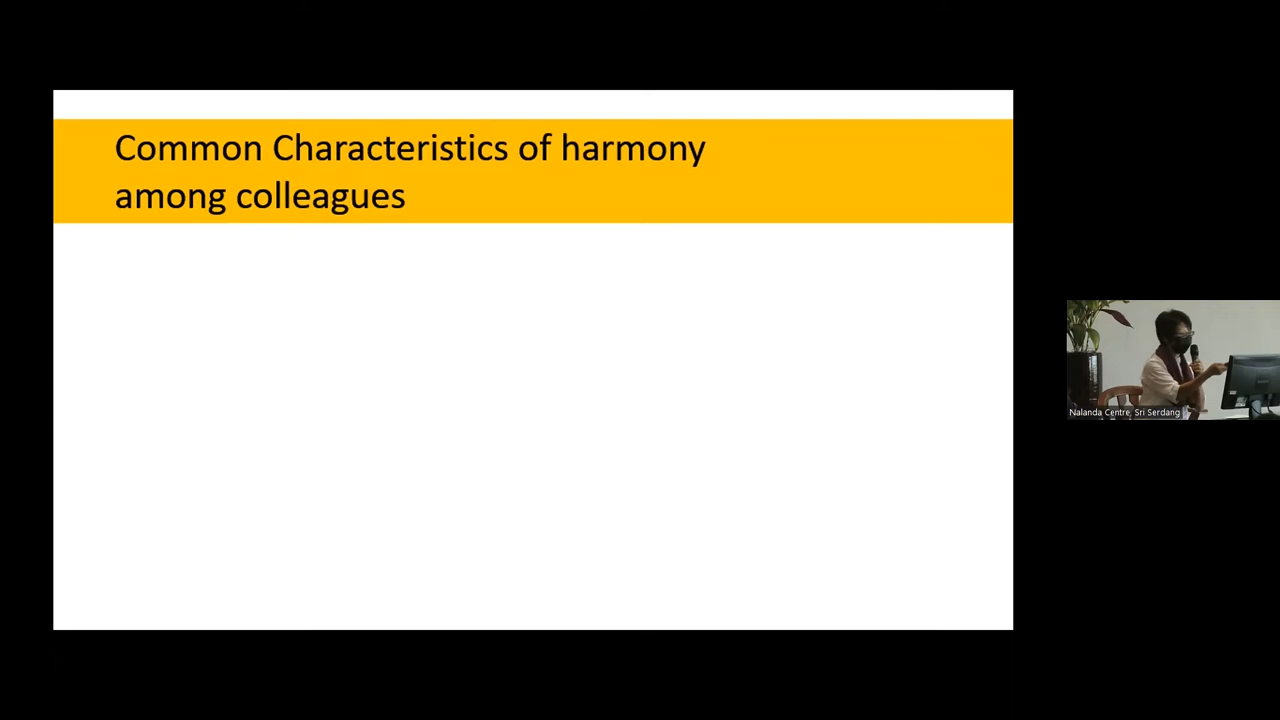 Common Characteristics of harmony
among colleagues
Nalanda Centre, Sri Serdang